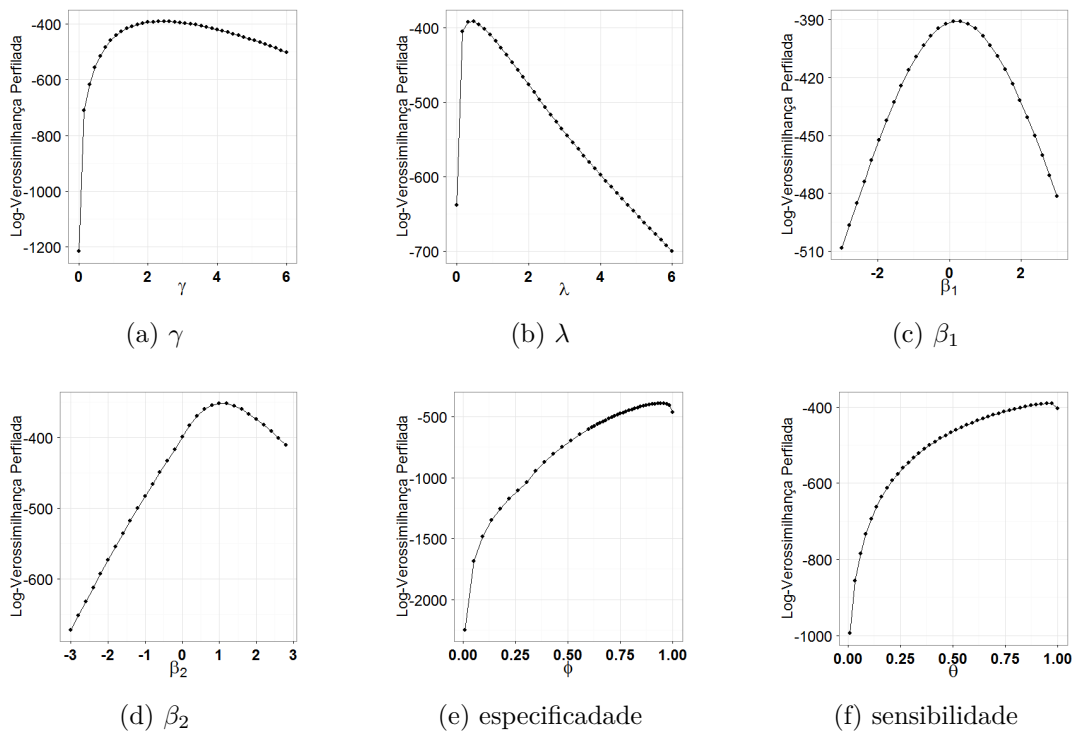 Log-Verossimilhança Perfilada
-400
-600
-800
-1000
-1200
0 2 4 6
γ
(a) γ
Log-Verossimilhança Perfilada
-400
-500
-600
-700
0 2 4 6
λ
(b) λ
Log-Verossimilhança Perfilada
-390
-420
-450
-480
-510
-2 0 2
β₁
(c) β₁
Log-Verossimilhança Perfilada
-400
-500
-600
-3 -2 -1 0 1 2 3
β₂
(d) β₂
Log-Verossimilhança Perfilada
-500
-1000
-1500
-2000
0.00 0.25 0.50 0.75 1.00
ϕ
(e) especificadade
Log-Verossimilhança Perfilada
-400
-600
-800
-1000
0.00 0.25 0.50 0.75 1.00
θ
(f) sensibilidade